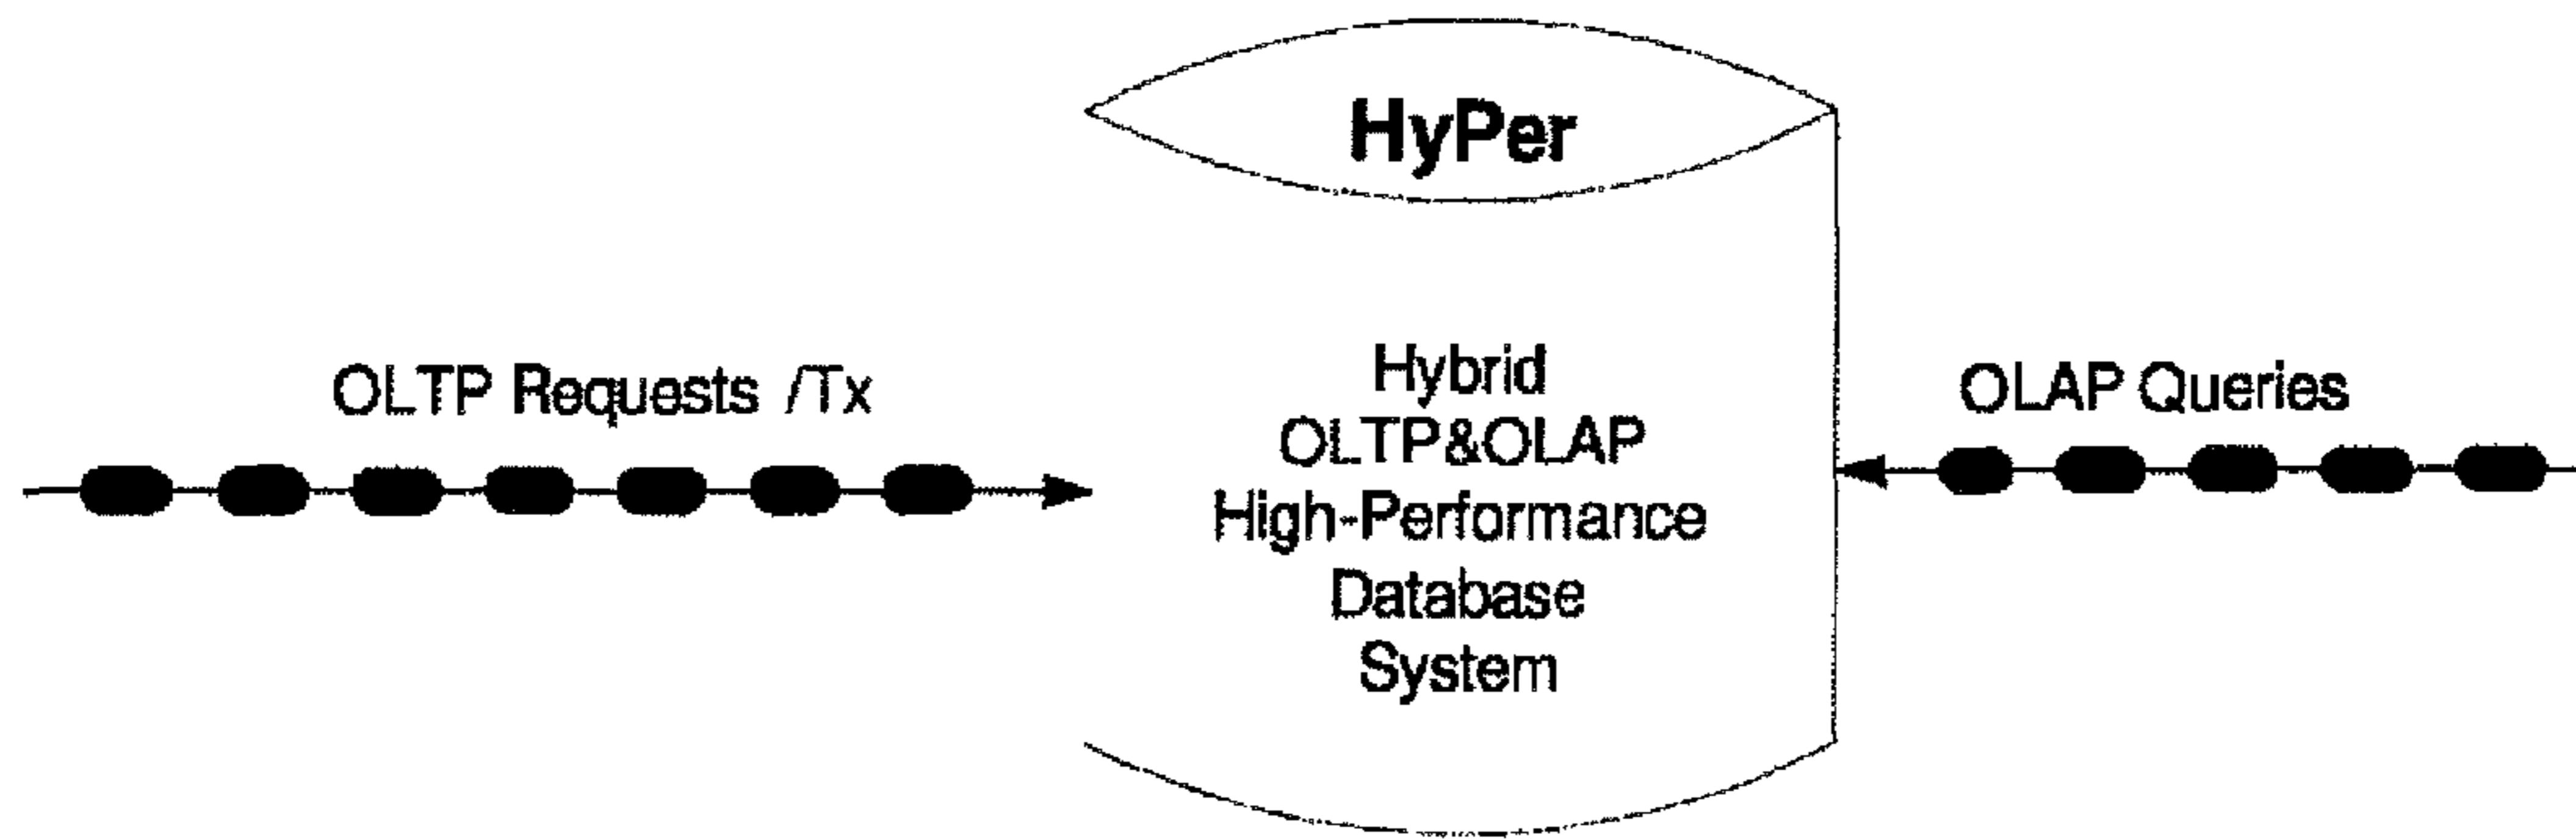 HyPer
OLTP Requests /Tx
Hybrid
OLTP&OLAP
High-Performance
Database
System
OLAP Queries